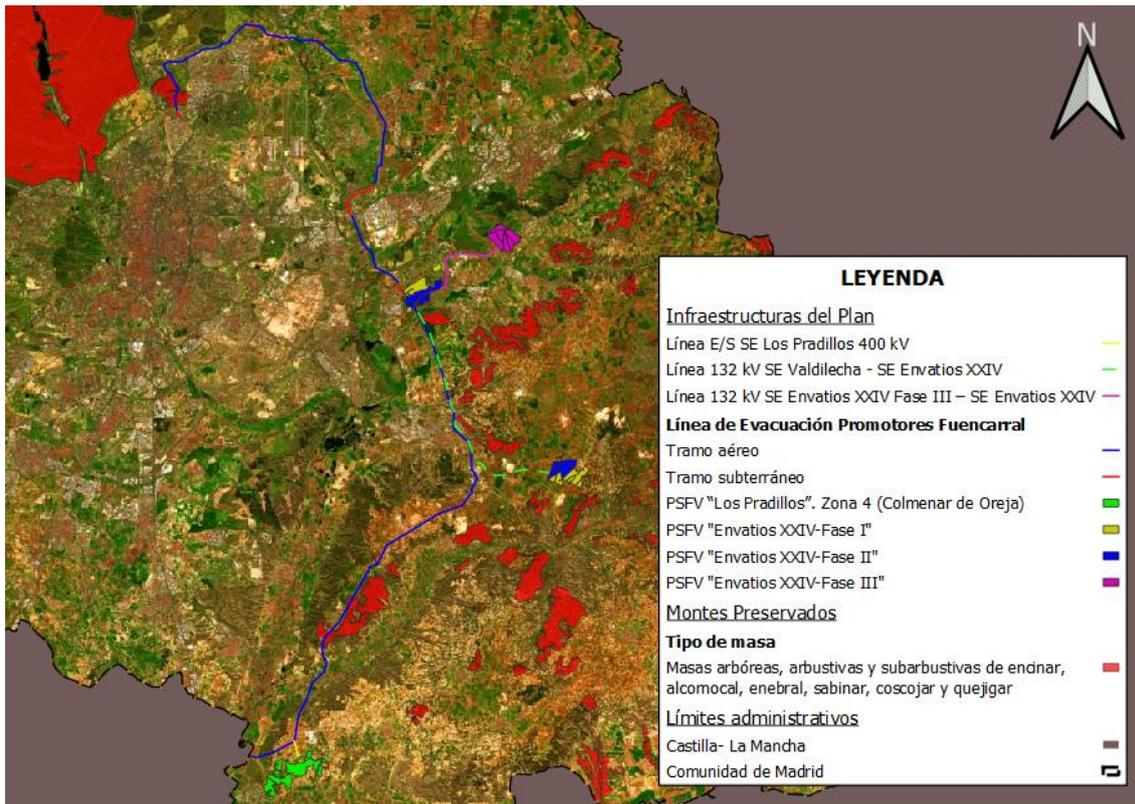 N
LEYENDA
Infraestructuras del Plan
Línea E/S SE Los Pradillos 400 kV
Línea 132 kV SE Valdilecha - SE Envatios XXIV
Línea 132 kV SE Envatios XXIV Fase III – SE Envatios XXIV
Línea de Evacuación Promotores Fuencarral
Tramo aéreo
Tramo subterráneo
PSFV “Los Pradillos”. Zona 4 (Colmenar de Oreja)
PSFV "Envatios XXIV-Fase I"
PSFV "Envatios XXIV-Fase II"
PSFV "Envatios XXIV-Fase III"
Montes Preservados
Tipo de masa
Masas arbóreas, arbustivas y subarbustivas de encinar,
alcornocal, enebral, sabinar, coscojar y quejigar
Límites administrativos
Castilla- La Mancha
Comunidad de Madrid